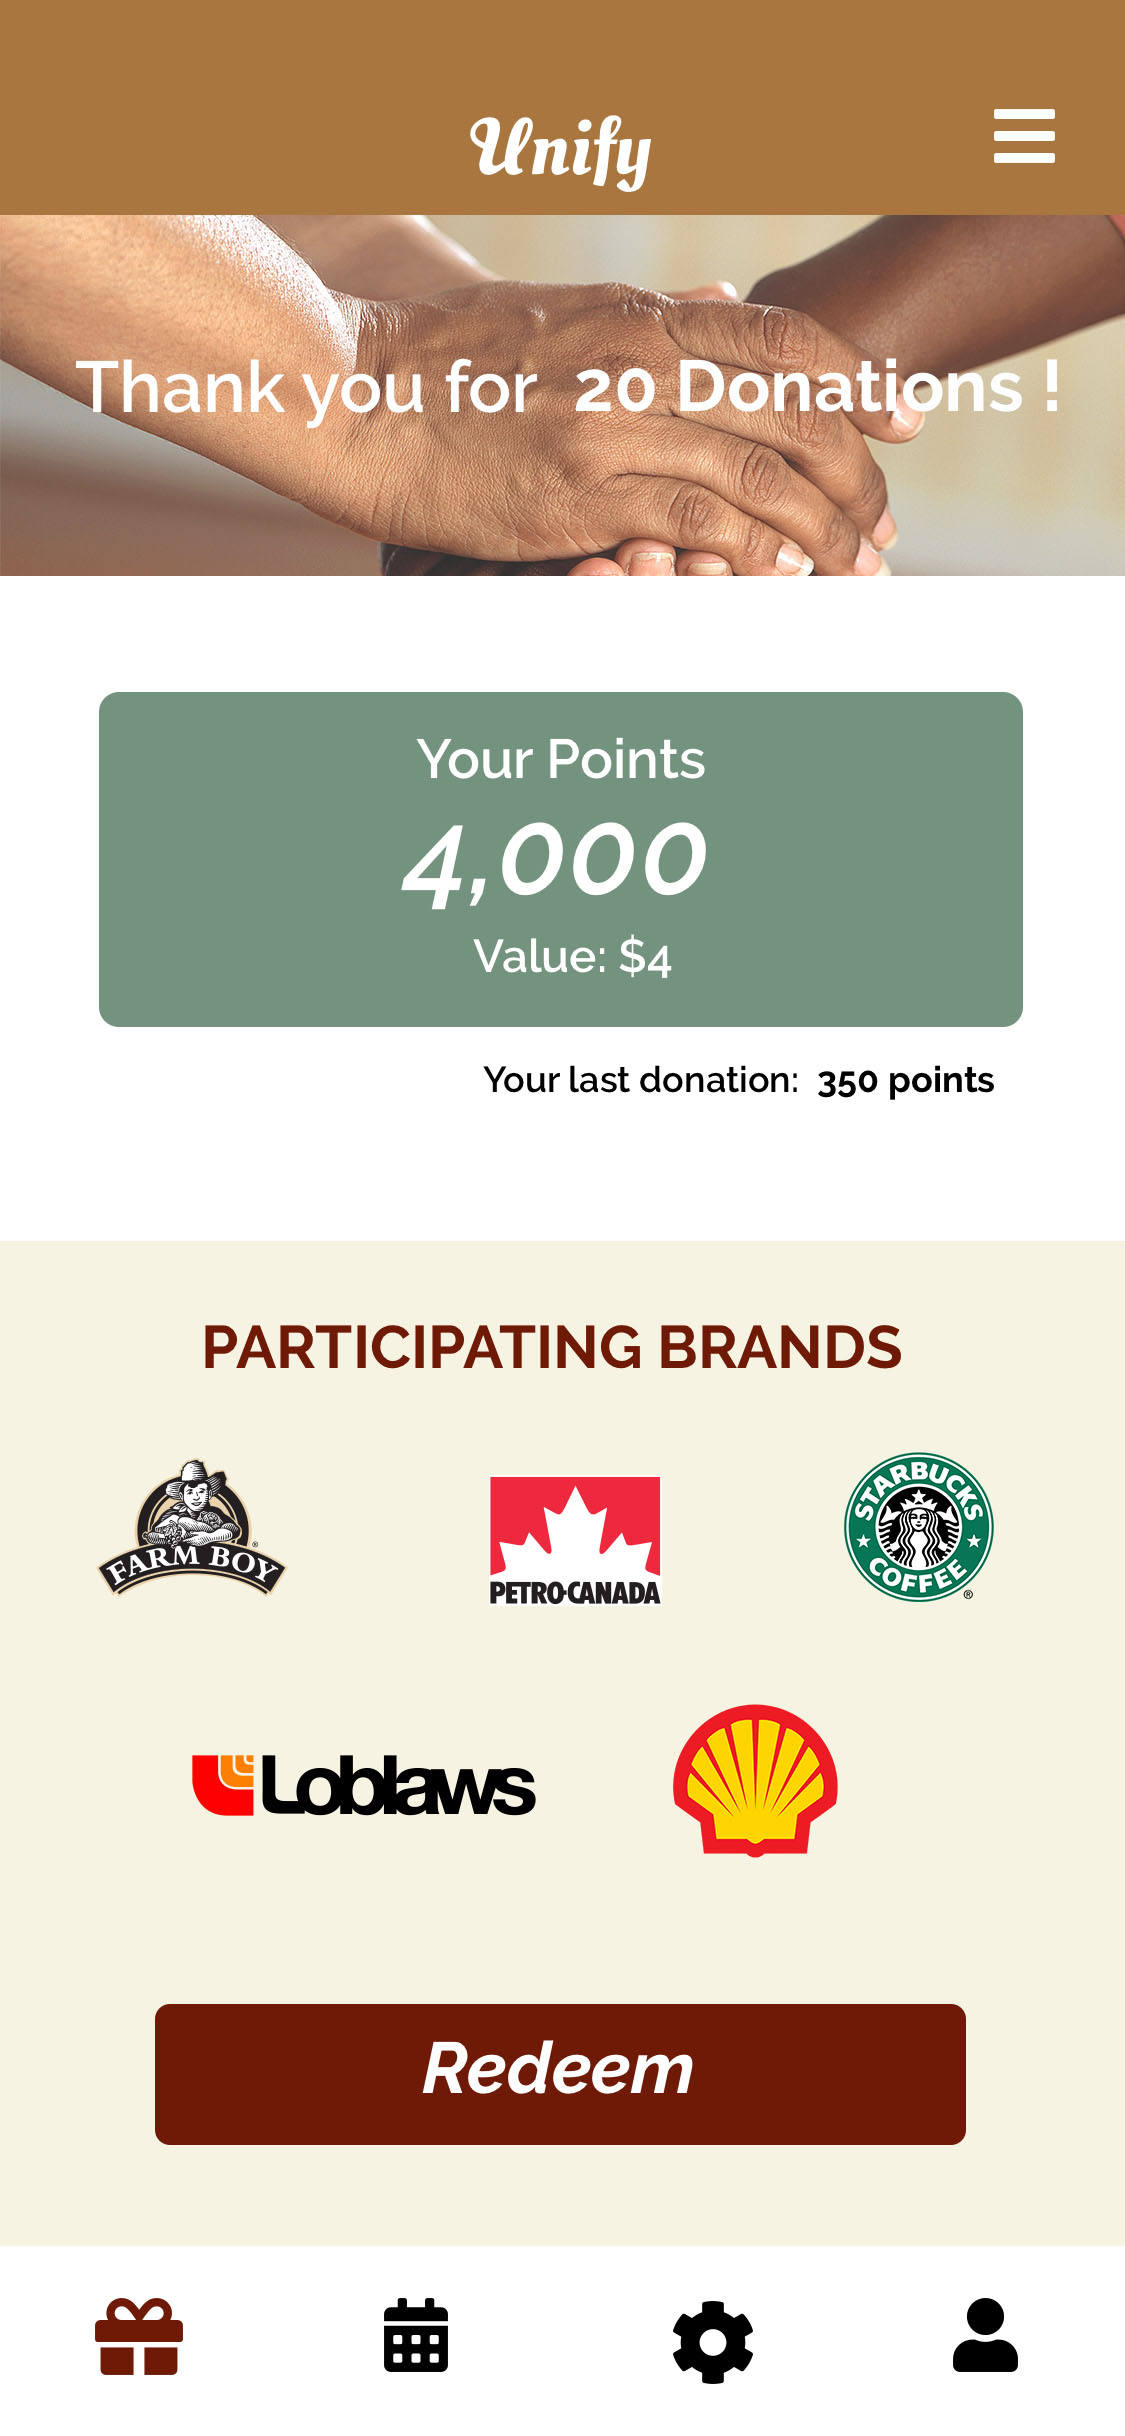 Unify
Thank you for 20 Donations !
Your Points
4,000
Value: $4
Your last donation: 350 points
PARTICIPATING BRANDS
FARM BOY ®
PETRO-CANADA
STARBUCKS
COFFEE ®
Loblaws
Redeem